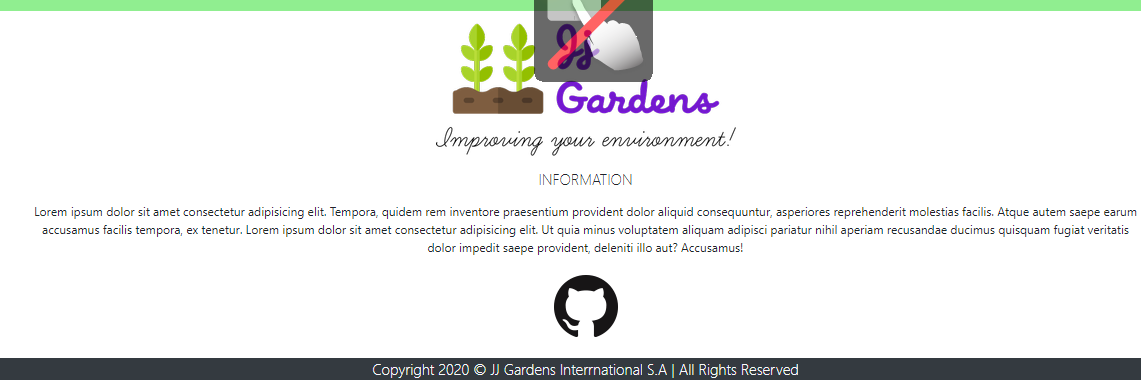 Jj
Gardens
Improving your environment!
INFORMATION
Lorem ipsum dolor sit amet consectetur adipisicing elit. Tempora, quidem rem inventore praesentium provident dolor aliquid consequuntur, asperiores reprehenderit molestias facilis. Atque autem saepe earum
accusamus facilis tempora, ex tenetur. Lorem ipsum dolor sit amet consectetur adipisicing elit. Ut quia minus voluptatem aliquam adipisci pariatur nihil aperiam recusandae ducimus quisquam fugiat veritatis
dolor impedit saepe provident, deleniti illo aut? Accusamus!
Copyright 2020 © JJ Gardens Interrnational S.A | All Rights Reserved